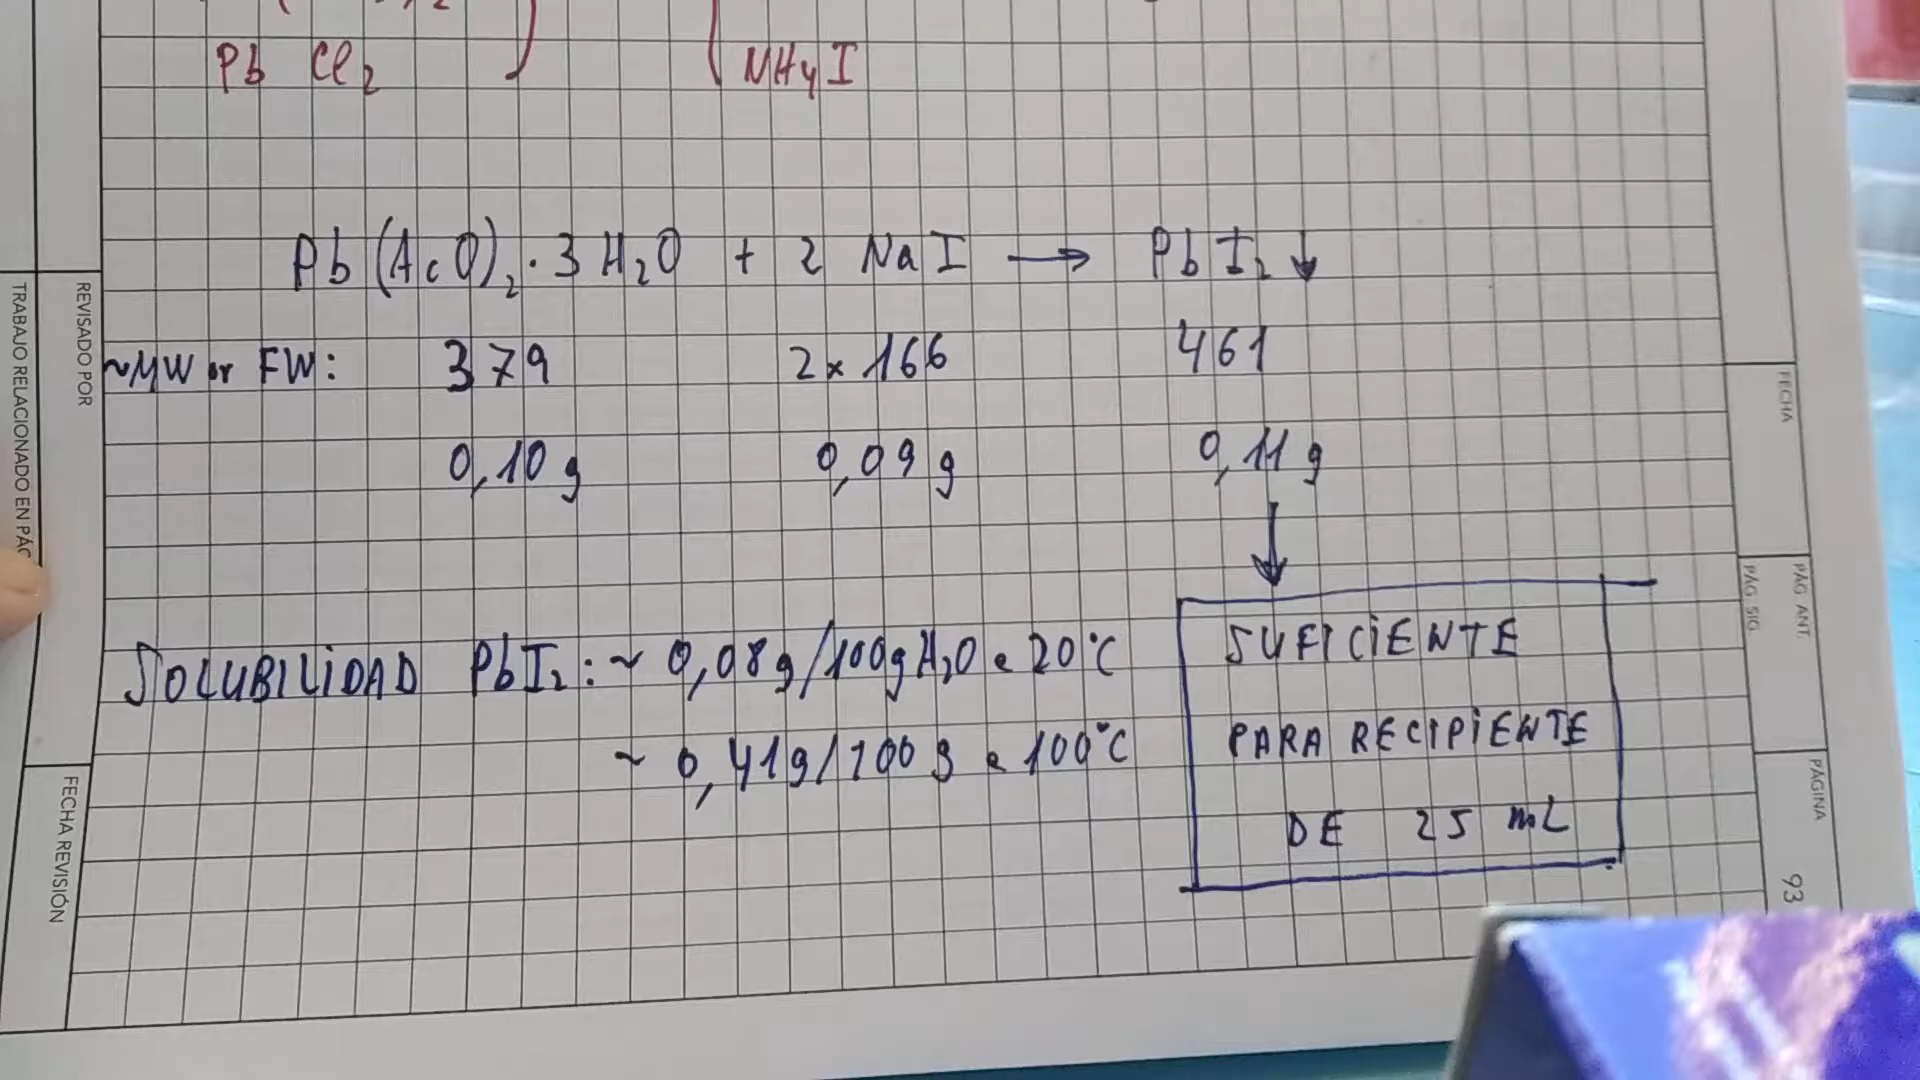 Pb Cl₂ NH₄I
Pb(AcO)₂·3H₂O + 2 NaI → PbI₂↓
~MW or FW: 379 2 x 166 461
0,10 g 0,09 g 0,11 g
↓
SOLUBILIDAD PbI₂: ~ 0,08g/100gH₂O a 20°C
~ 0,41g/100g a 100°C
SUFICIENTE
PARA RECIPIENTE
DE 25 mL
TRABAJO RELACIONADO EN PÁG
REVISADO POR
FECHA REVISIÓN
FECHA
PÁG. ANT.
PÁG. SIG.
PÁGINA
93